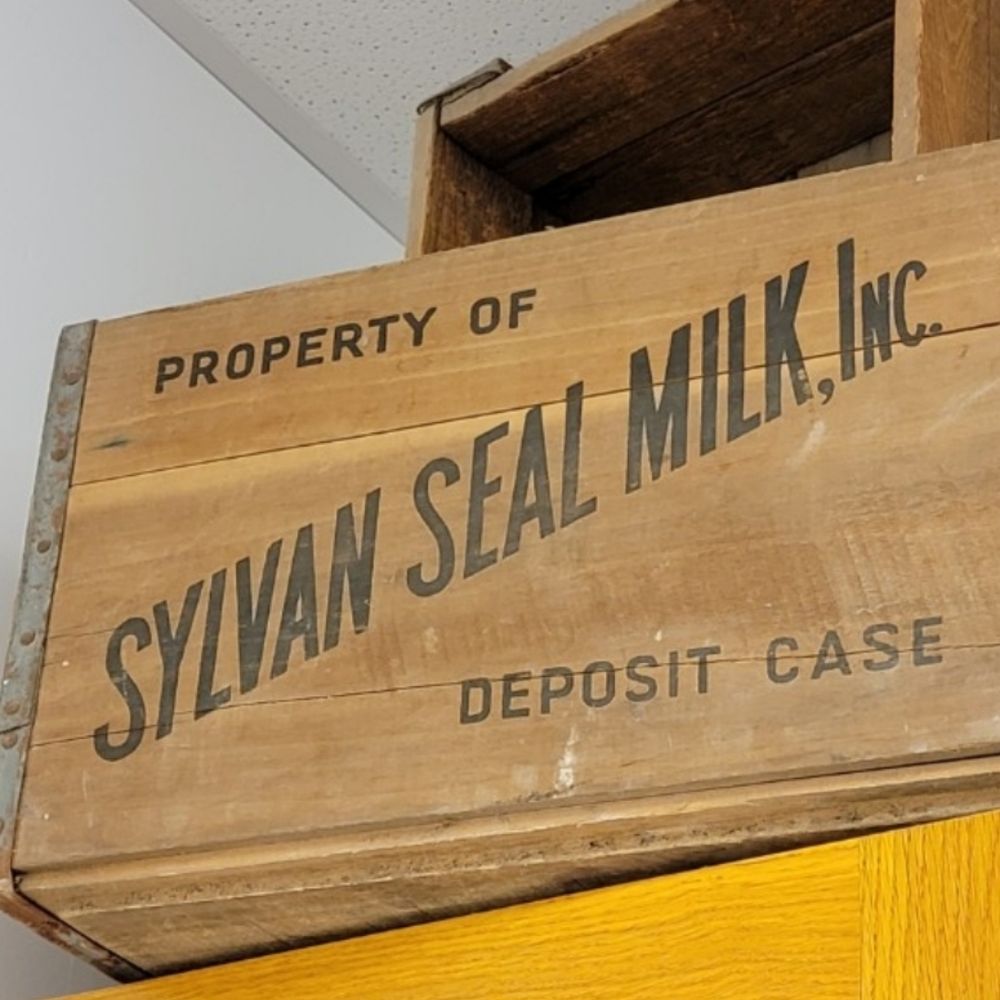 PROPERTY OF
SYLVAN SEAL MILK, INC.
DEPOSIT CASE